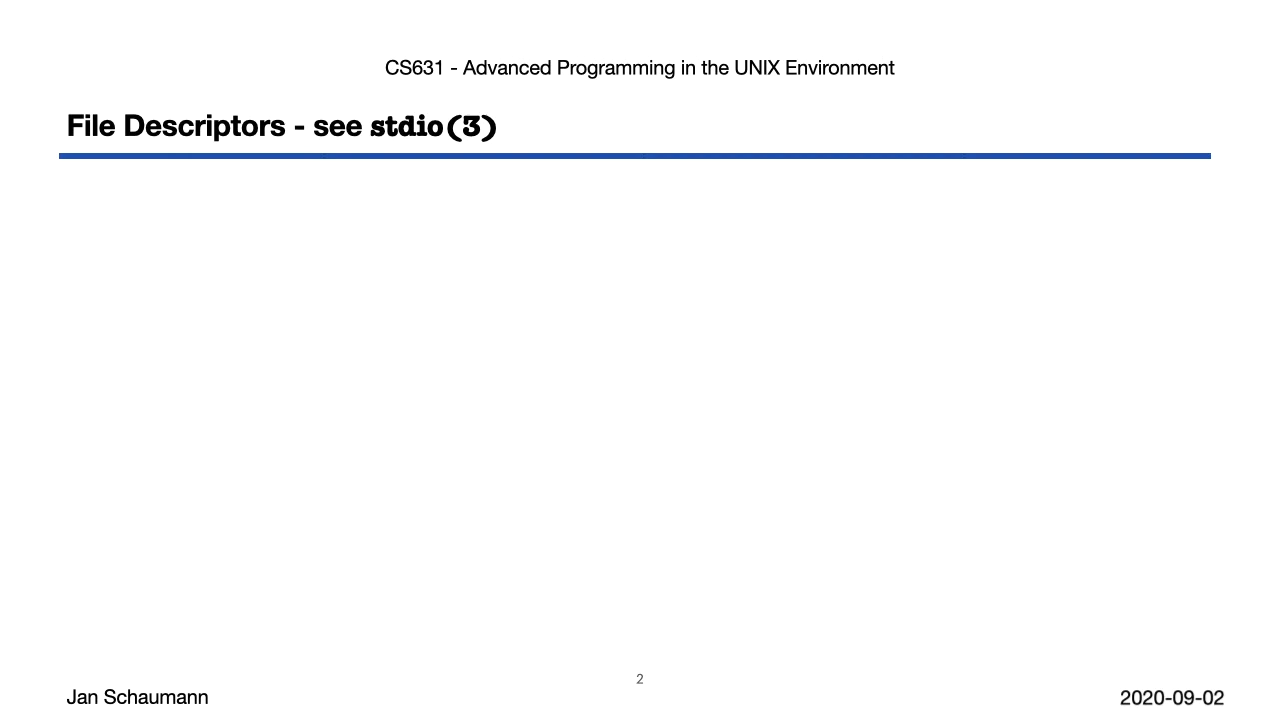 CS631 - Advanced Programming in the UNIX Environment
File Descriptors - see stdio(3)
2
Jan Schaumann
2020-09-02